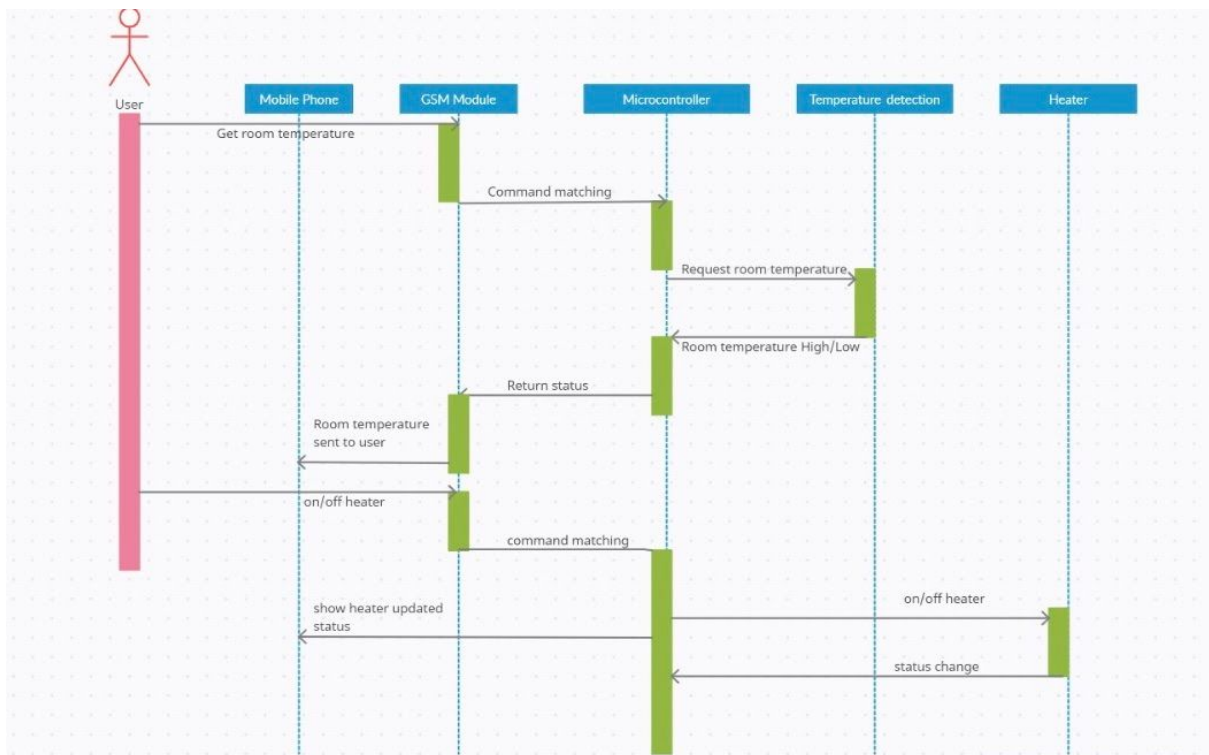 User
Mobile Phone
GSM Module
Microcontroller
Temperature detection
Heater
Get room temperature
Command matching
Request room temperature
Room temperature High/Low
Return status
Room temperature
sent to user
on/off heater
command matching
on/off heater
show heater updated
status
status change